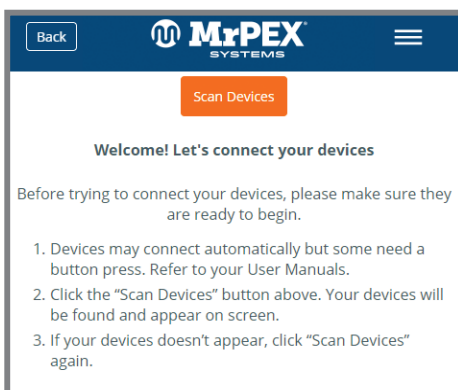 Back
MrPEX
SYSTEMS
Scan Devices
Welcome! Let's connect your devices
Before trying to connect your devices, please make sure they
are ready to begin.
1. Devices may connect automatically but some need a
button press. Refer to your User Manuals.
2. Click the “Scan Devices” button above. Your devices will
be found and appear on screen.
3. If your devices doesn’t appear, click “Scan Devices”
again.